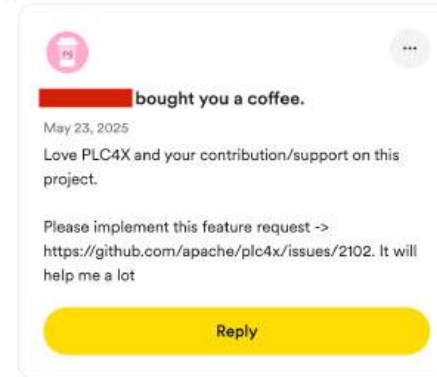 bought you a coffee.
May 23, 2025
Love PLC4X and your contribution/support on this
project.
Please implement this feature request ->
https://github.com/apache/plc4x/issues/2102. It will
help me a lot
Reply